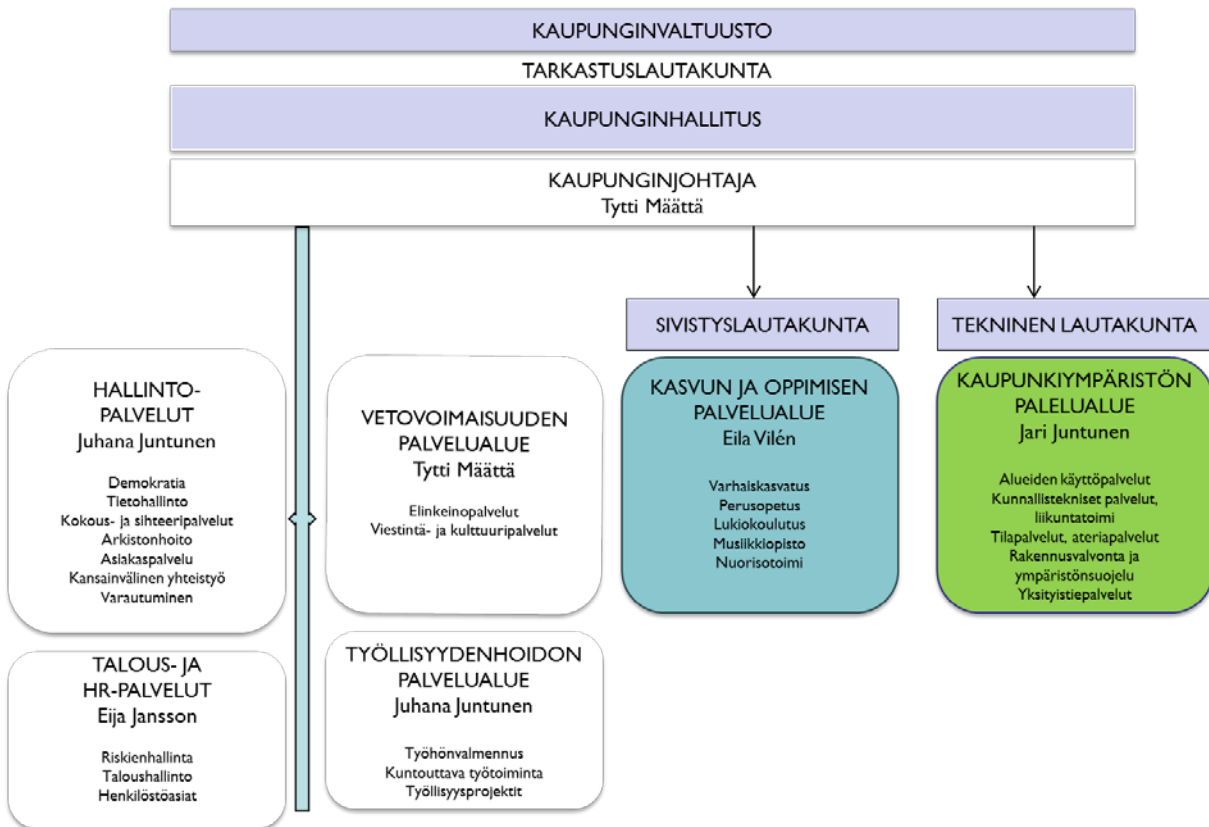 KAUPUNGINVALTUUSTO
TARKASTUSLAUTAKUNTA
KAUPUNGINHALLITUS
KAUPUNGINJOHTAJA
Tytti Määttä
SIVISTYSLAUTAKUNTA
TEKNINEN LAUTAKUNTA
HALLINTO-
PALVELUT
Juhana Juntunen
Demokratia
Tietohallinto
Kokous- ja sihteeripalvelut
Arkistonhoito
Asiakaspalvelu
Kansainvälinen yhteistyö
Varautuminen
VETOVOIMAISUUDEN
PALVELUALUE
Tytti Määttä
Elinkeinopalvelut
Viestintä- ja kulttuuripalvelut
KASVUN JA OPPIMISEN
PALVELUALUE
Eila Vilén
Varhaiskasvatus
Perusopetus
Lukiokoulutus
Musiikkiopisto
Nuorisotoimi
KAUPUNKIYMPÄRISTÖN
PALELUALUE
Jari Juntunen
Alueiden käyttöpalvelut
Kunnallistekniset palvelut,
liikuntatoimi
Tilapalvelut, ateriapalvelut
Rakennusvalvonta ja
ympäristönsuojelu
Yksityistiepalvelut
TALOUS- JA
HR-PALVELUT
Eija Jansson
Riskienhallinta
Taloushallinto
Henkilöstöasiat
TYÖLLISYYDENHOIDON
PALVELUALUE
Juhana Juntunen
Työhönvalmennus
Kuntouttava työtoiminta
Työllisyysprojektit